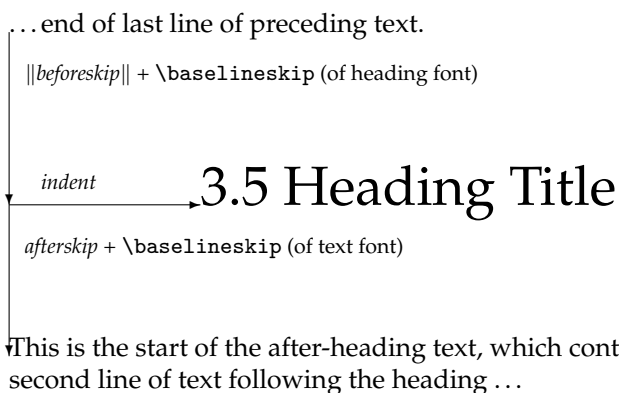 ...end of last line of preceding text.
||beforeskip|| + \baselineskip (of heading font)
indent
3.5 Heading Title
afterskip + \baselineskip (of text font)
This is the start of the after-heading text, which cont
second line of text following the heading ...